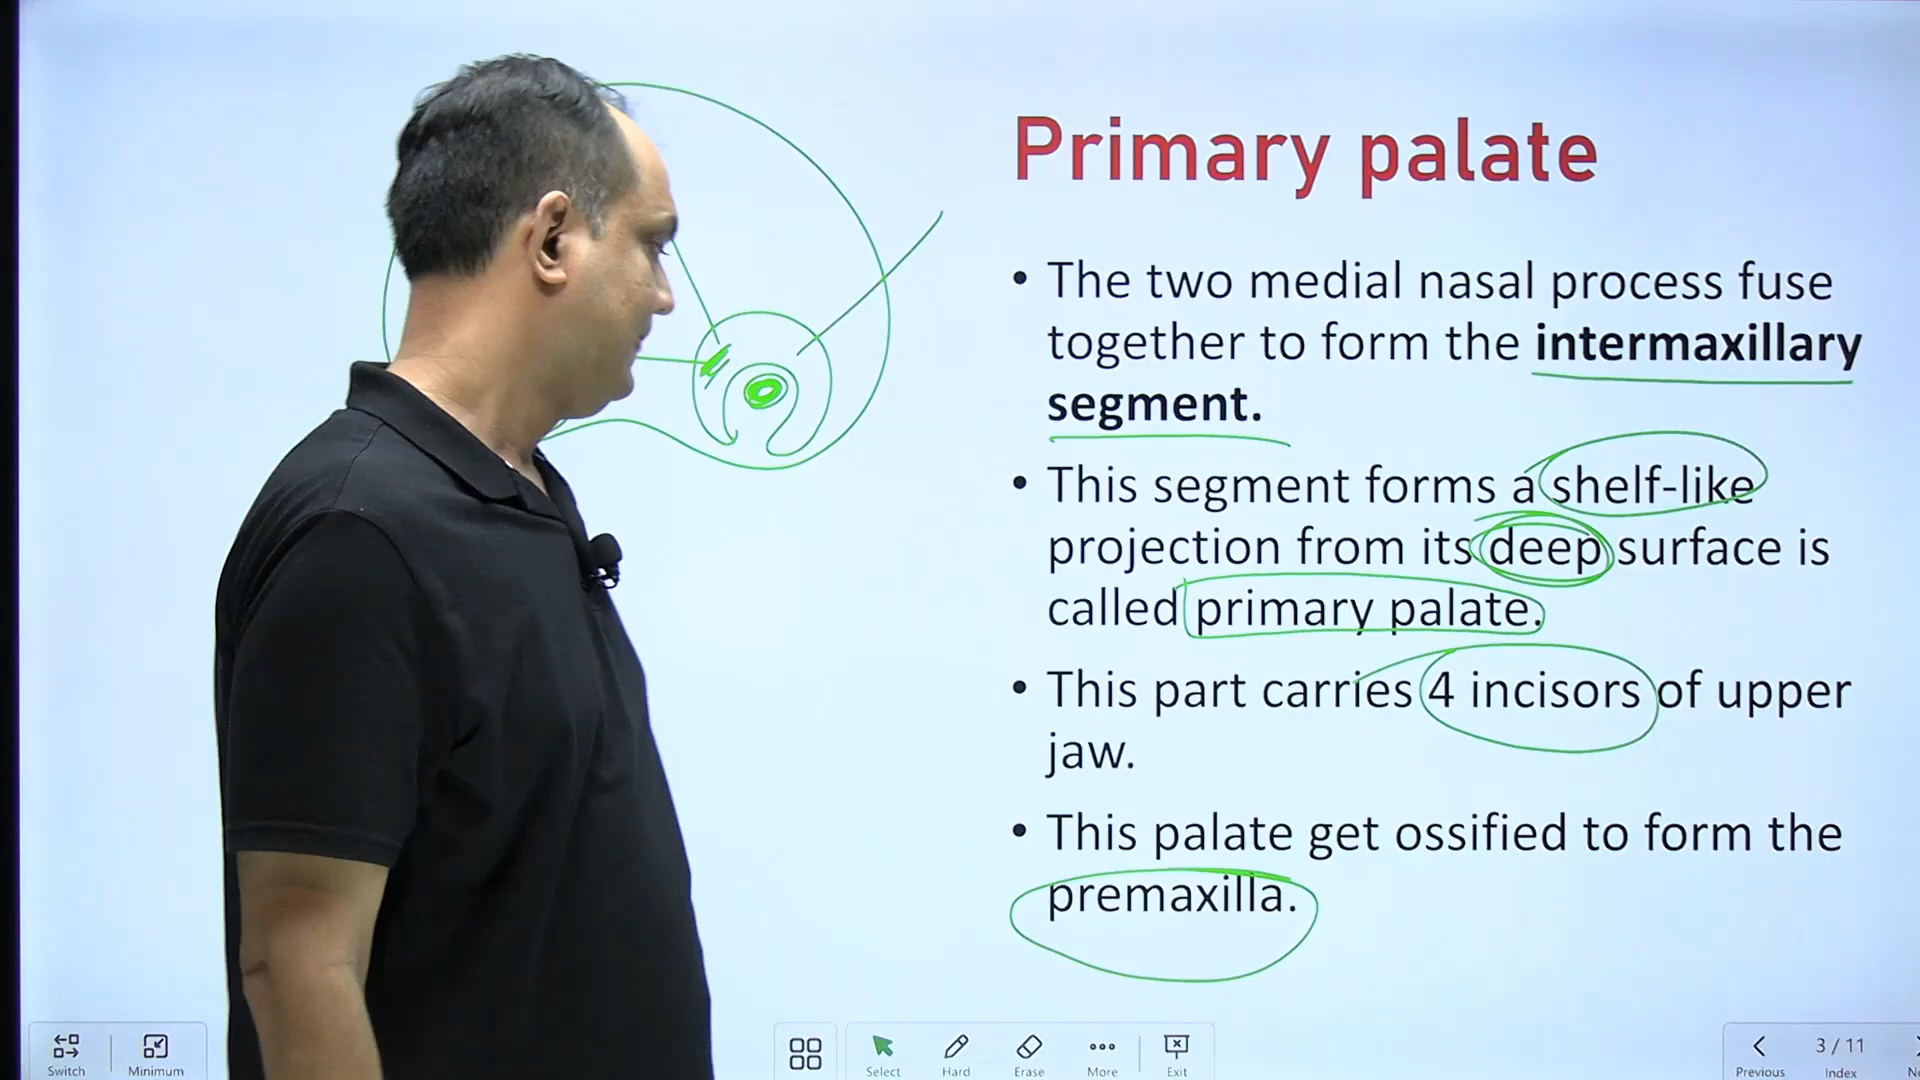 Primary palate
• The two medial nasal process fuse
together to form the intermaxillary
segment.
• This segment forms a shelf-like
projection from its deep surface is
called primary palate.
• This part carries 4 incisors of upper
jaw.
• This palate get ossified to form the
premaxilla.
Switch
Minimum
Select
Hard
Erase
More
Exit
Previous
3 / 11
Index